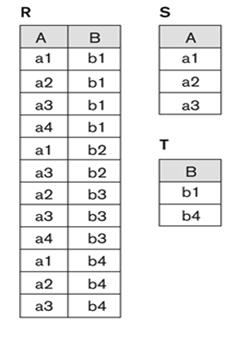 R
A B
a1 b1
a2 b1
a3 b1
a4 b1
a1 b2
a3 b2
a2 b3
a3 b3
a4 b3
a1 b4
a2 b4
a3 b4
S
A
a1
a2
a3
T
B
b1
b4